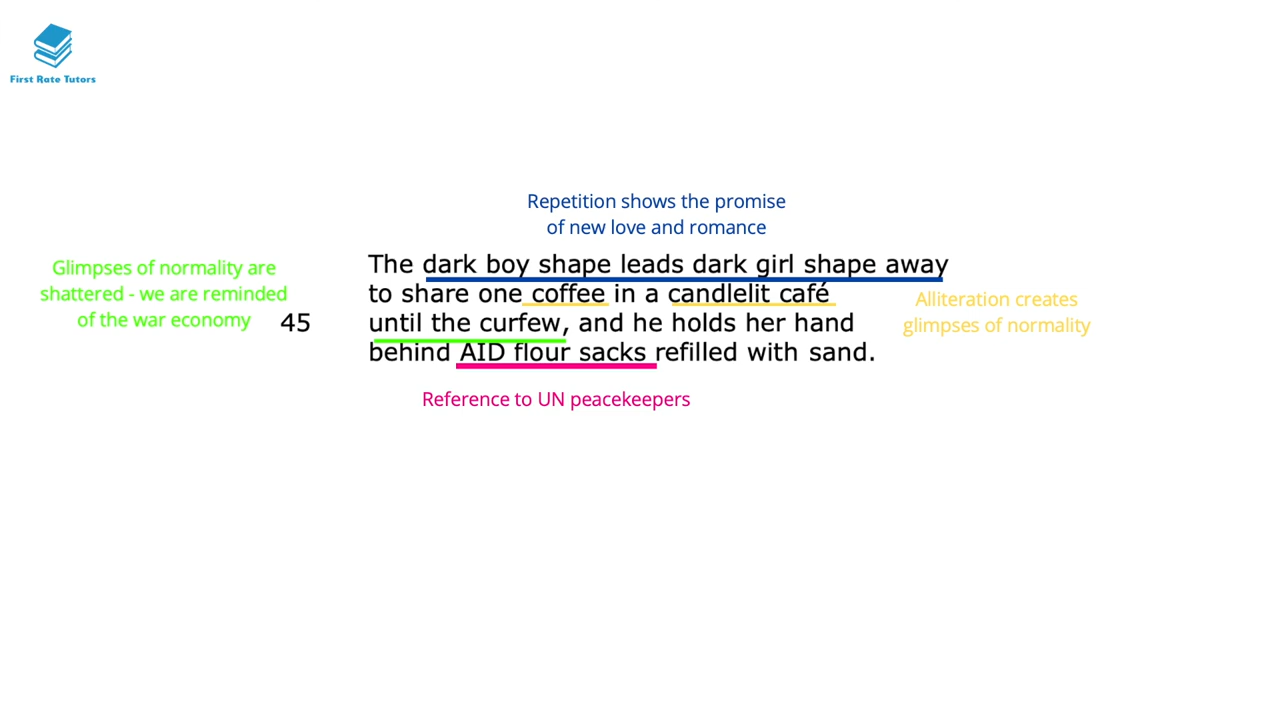 First Rate Tutors
Repetition shows the promise
of new love and romance
Glimpses of normality are
shattered - we are reminded
of the war economy
45
The dark boy shape leads dark girl shape away
to share one coffee in a candlelit café
until the curfew, and he holds her hand
behind AID flour sacks refilled with sand.
Alliteration creates
glimpses of normality
Reference to UN peacekeepers